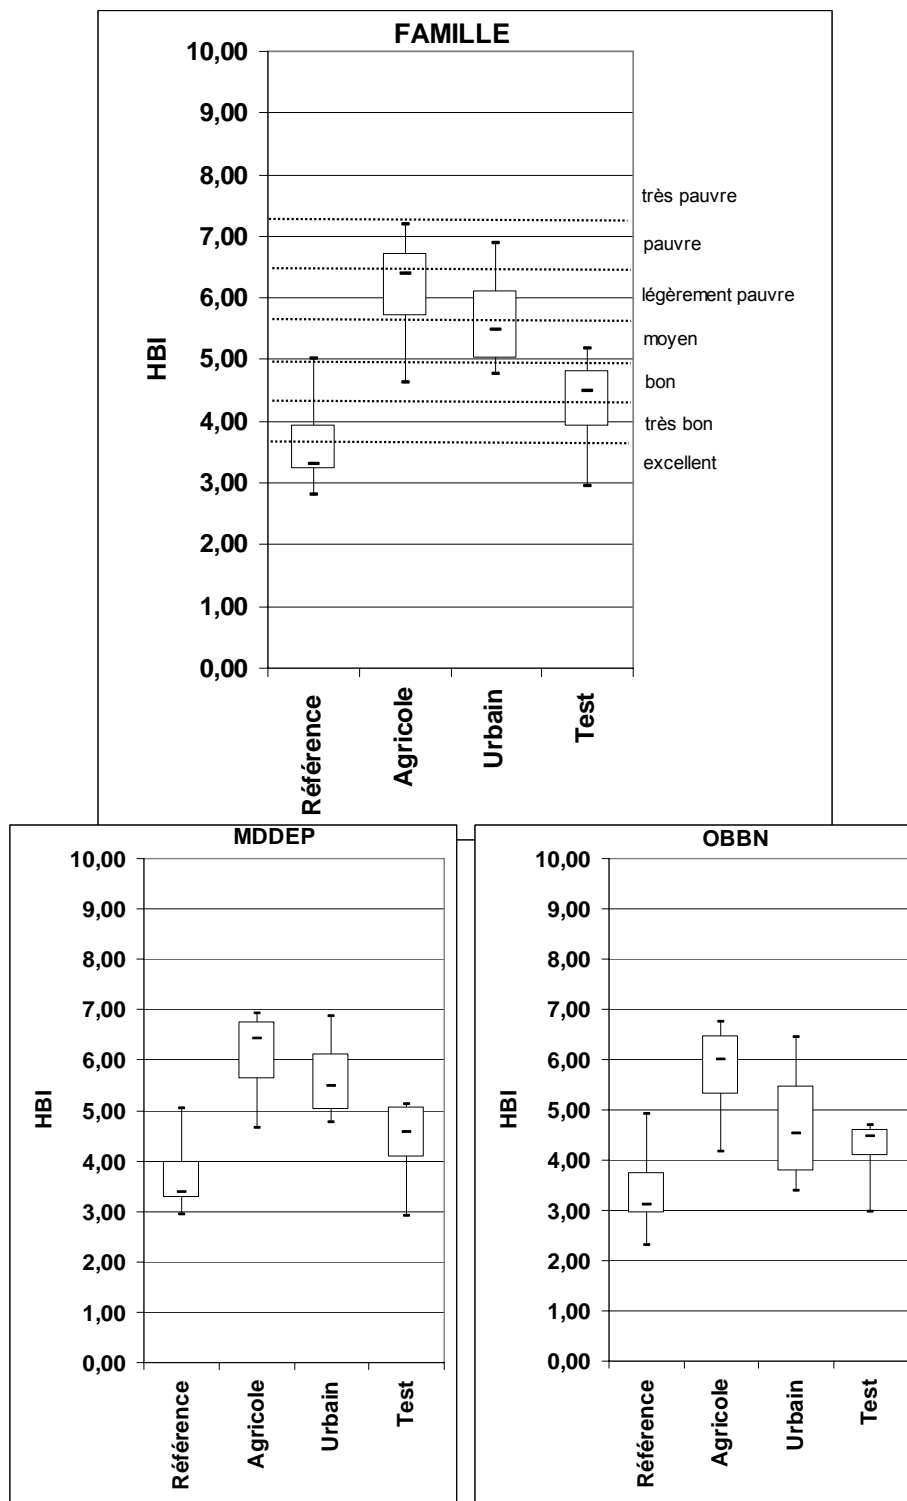 FAMILLE
10,00
9,00
8,00
7,00
6,00
5,00
4,00
3,00
2,00
1,00
0,00
HBI
très pauvre
pauvre
légèrement pauvre
moyen
bon
très bon
excellent
Référence
Agricole
Urbain
Test
MDDEP
10,00
9,00
8,00
7,00
6,00
5,00
4,00
3,00
2,00
1,00
0,00
HBI
Référence
Agricole
Urbain
Test
OBBN
10,00
9,00
8,00
7,00
6,00
5,00
4,00
3,00
2,00
1,00
0,00
HBI
Référence
Agricole
Urbain
Test